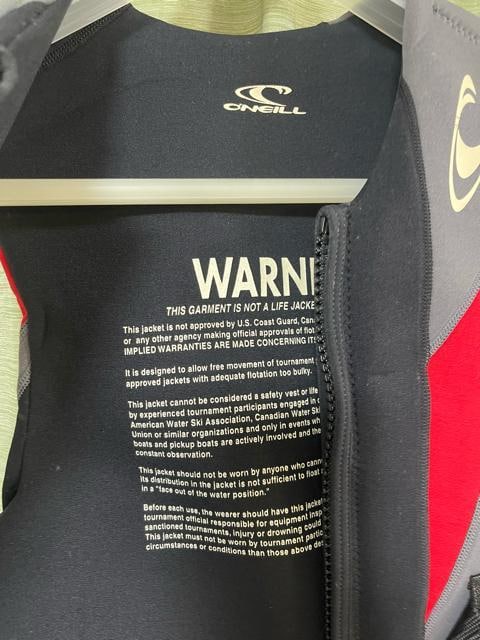 O'NEILL
WARNI
THIS GARMENT IS NOT A LIFE JACKE
This jacket is not approved by U.S. Coast Guard, Can
or any other agency making official approvals of flot
IMPLIED WARRANTIES ARE MADE CONCERNING ITS
It is designed to allow free movement of tournament
approved jackets with adequate flotation too bulky.
This jacket cannot be considered a safety vest or life
by experienced tournament participants engaged in
American Water Ski Association, Canadian Water Ski
Union or similar organizations and only in events wh
boats and pickup boats are actively involved and the
constant observation.
This jacket should not be worn by anyone who cann
its distribution in the jacket is not sufficient to float
in a "face out of the water position."
Before each use, the wearer should have this jacket
tournament official responsible for equipment insp
sanctioned tournaments, injury or drowning could
This jacket must not be worn by tournament partic
circumstances or conditions than those above des